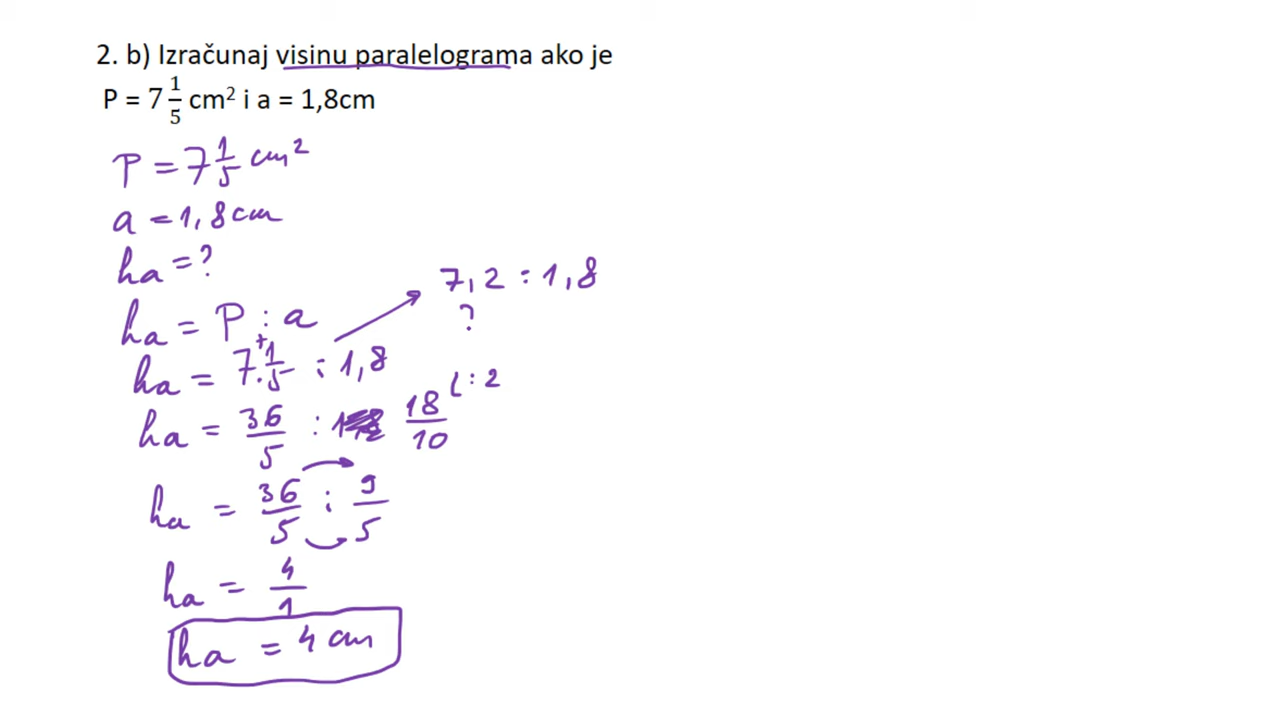 2. b) Izračunaj visinu paralelograma ako je
P = 7 1/5 cm² i a = 1,8cm
P = 7 1/5 cm²
a = 1,8cm
ha = ?
ha = P : a
7,2 : 1,8
?
ha = 7 1/5 : 1,8
ha = 36/5 : 18/10 (: 2
ha = 36/5 : 9/5
ha = 4/1
ha = 4 cm